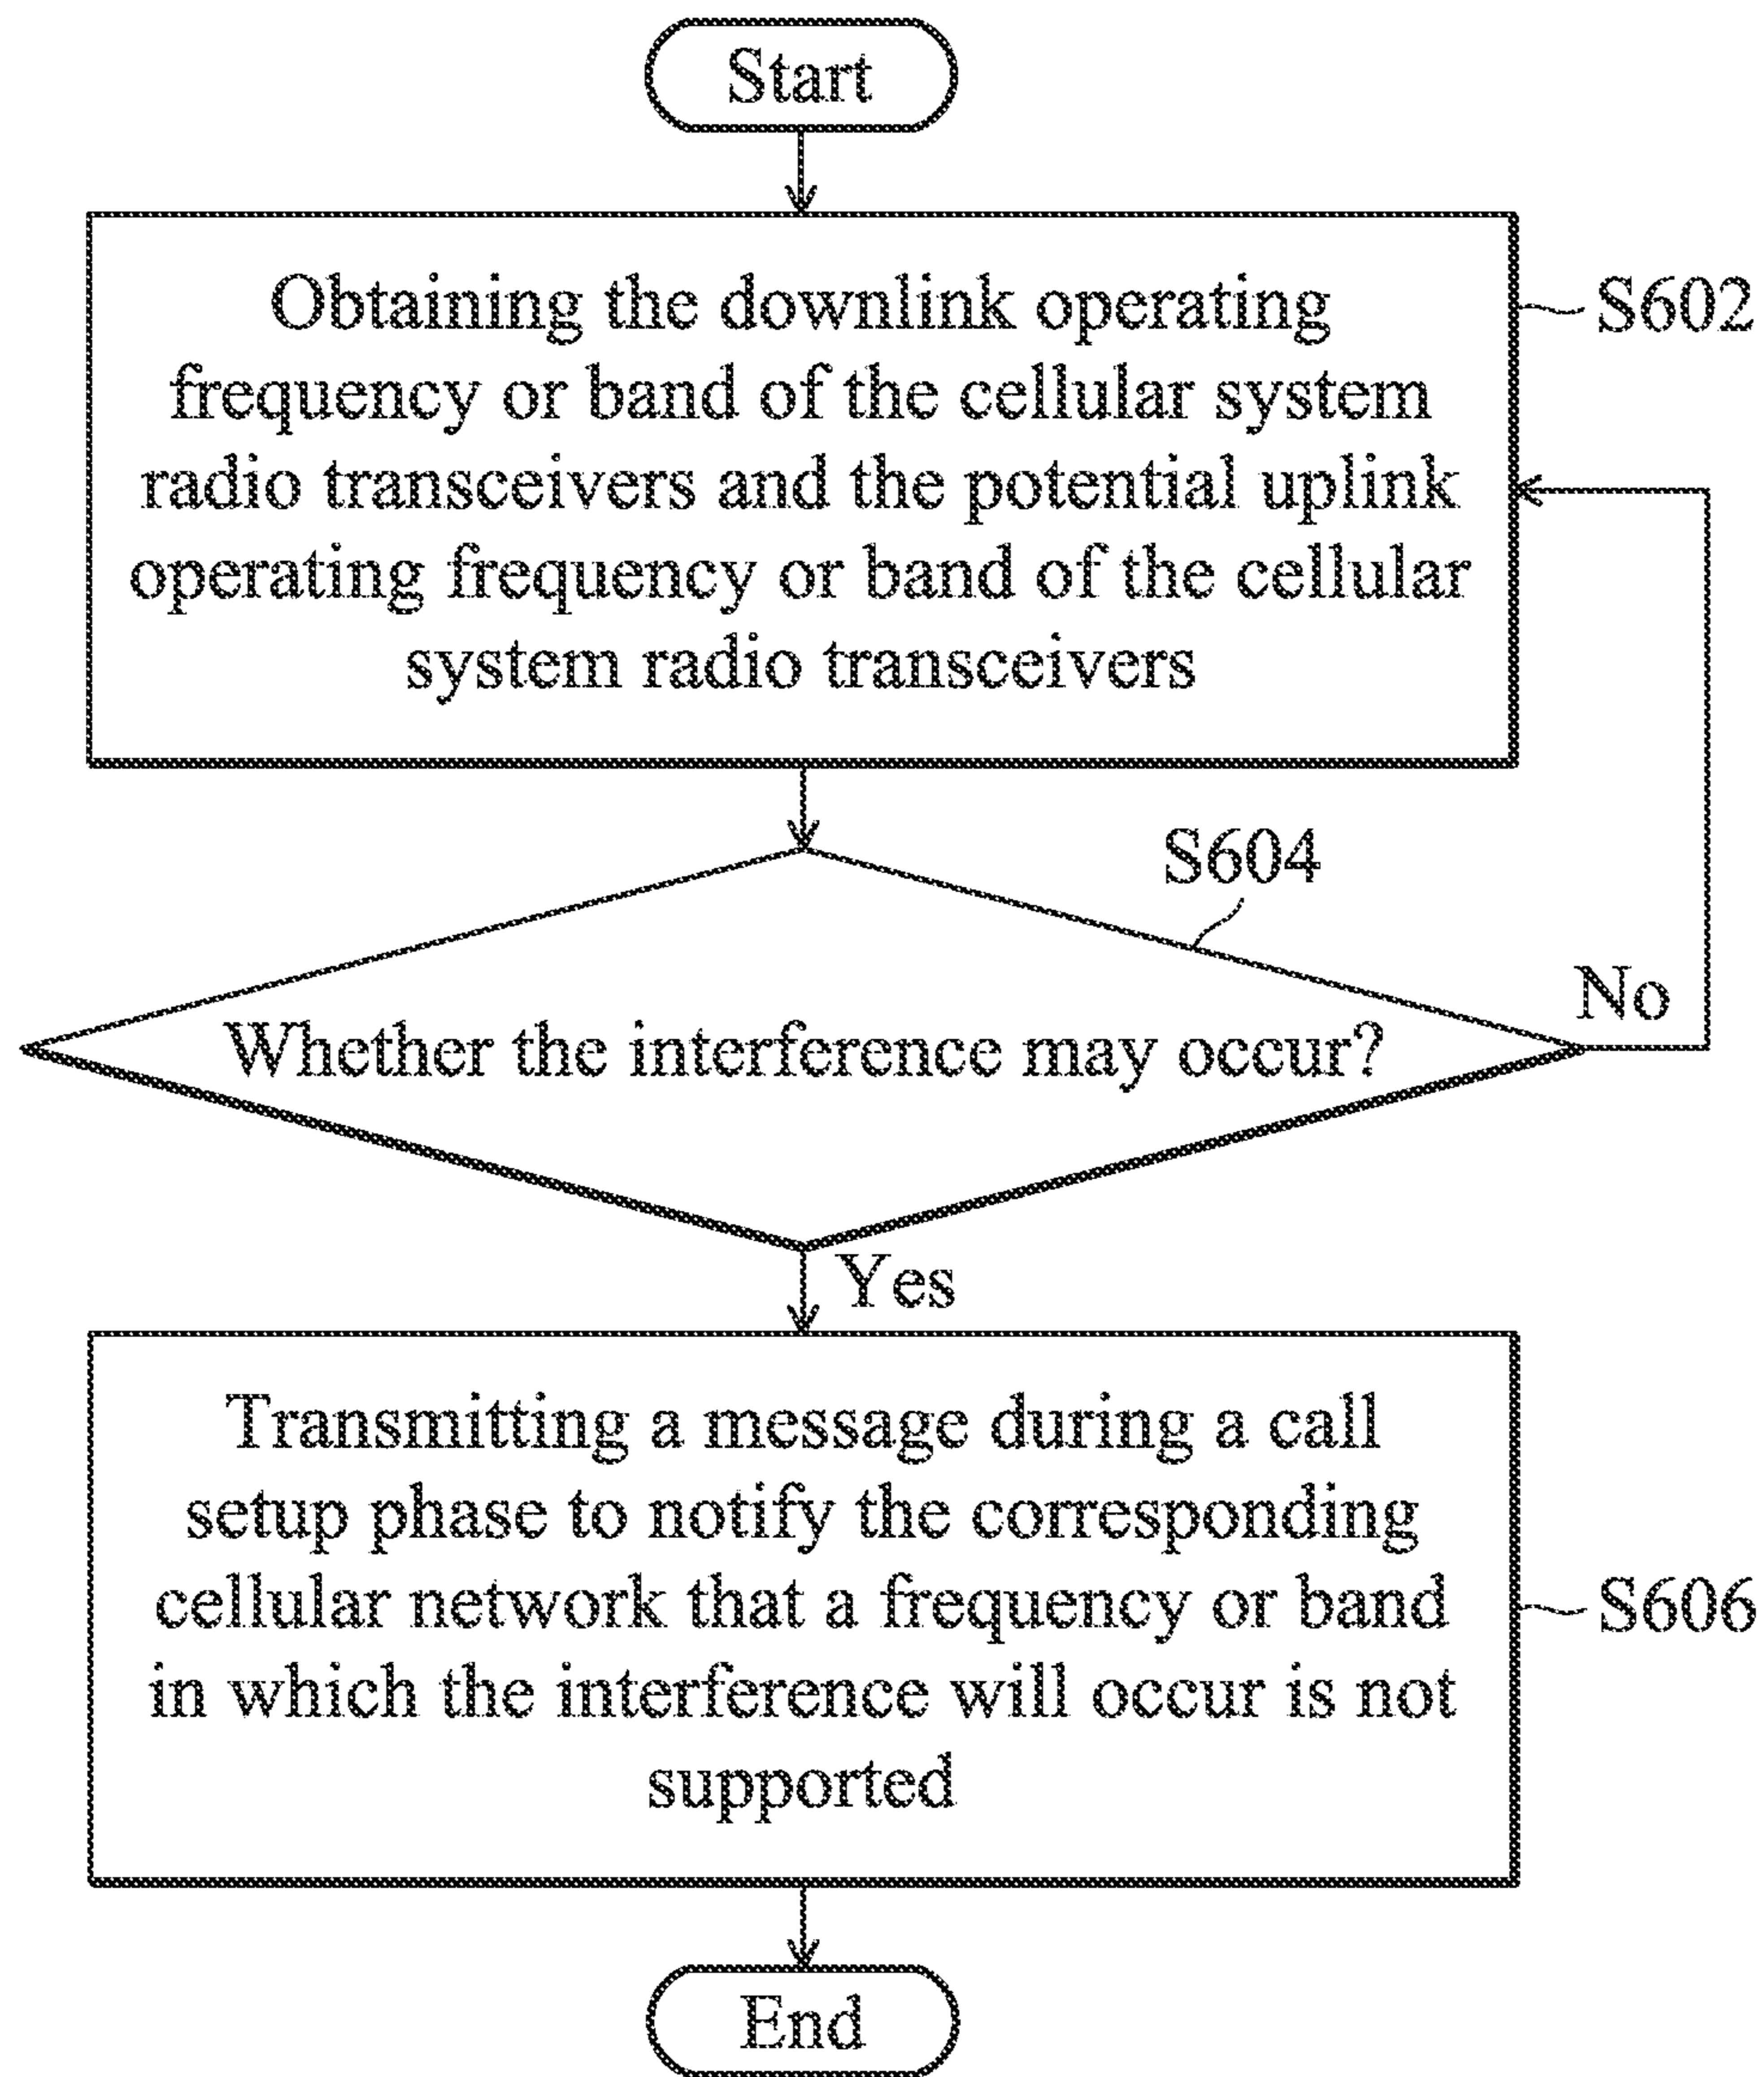 Start
Obtaining the downlink operating
frequency or band of the cellular system
radio transceivers and the potential uplink
operating frequency or band of the cellular
system radio transceivers
S602
S604
Whether the interference may occur?
No
Yes
Transmitting a message during a call
setup phase to notify the corresponding
cellular network that a frequency or band
in which the interference will occur is not
supported
S606
End